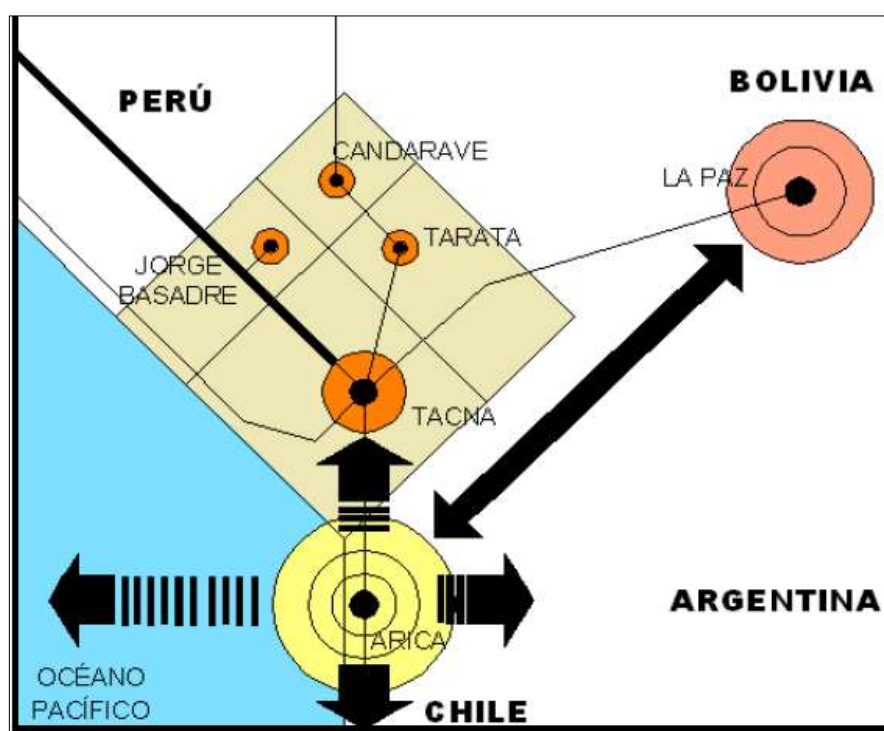 PERÚ
BOLIVIA
CANDARAVE
LA PAZ
TARATA
JORGE
BASADRE
TACNA
ARGENTINA
ARICA
OCÉANO
PACÍFICO
CHILE